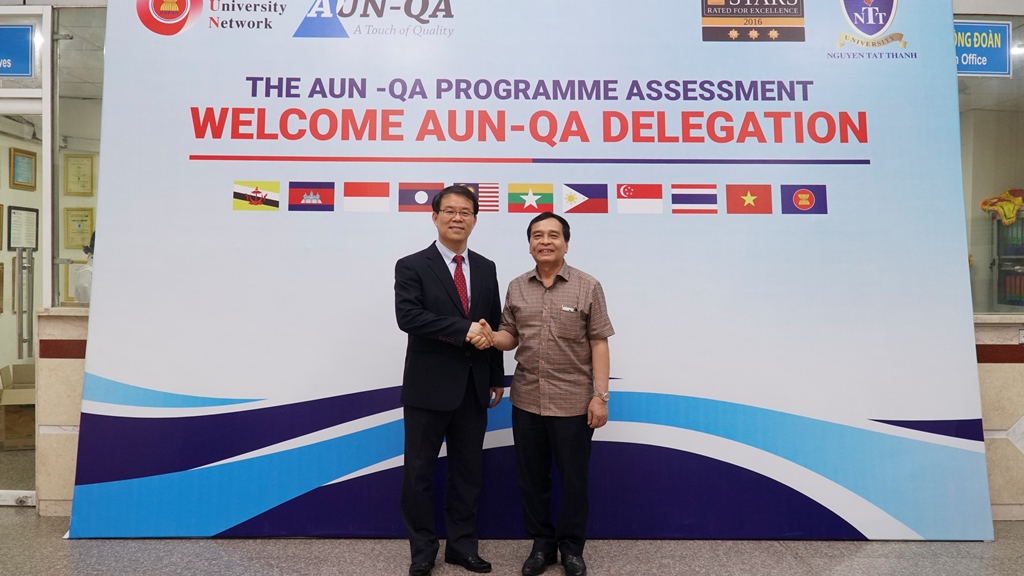 University
Network
AUN-QA
A Touch of Quality
STARS
RATED FOR EXCELLENCE
2016
NTT
UNIVERSITY
NGUYEN TAT THANH
THE AUN -QA PROGRAMME ASSESSMENT
WELCOME AUN-QA DELEGATION
ĐOÀN
Office